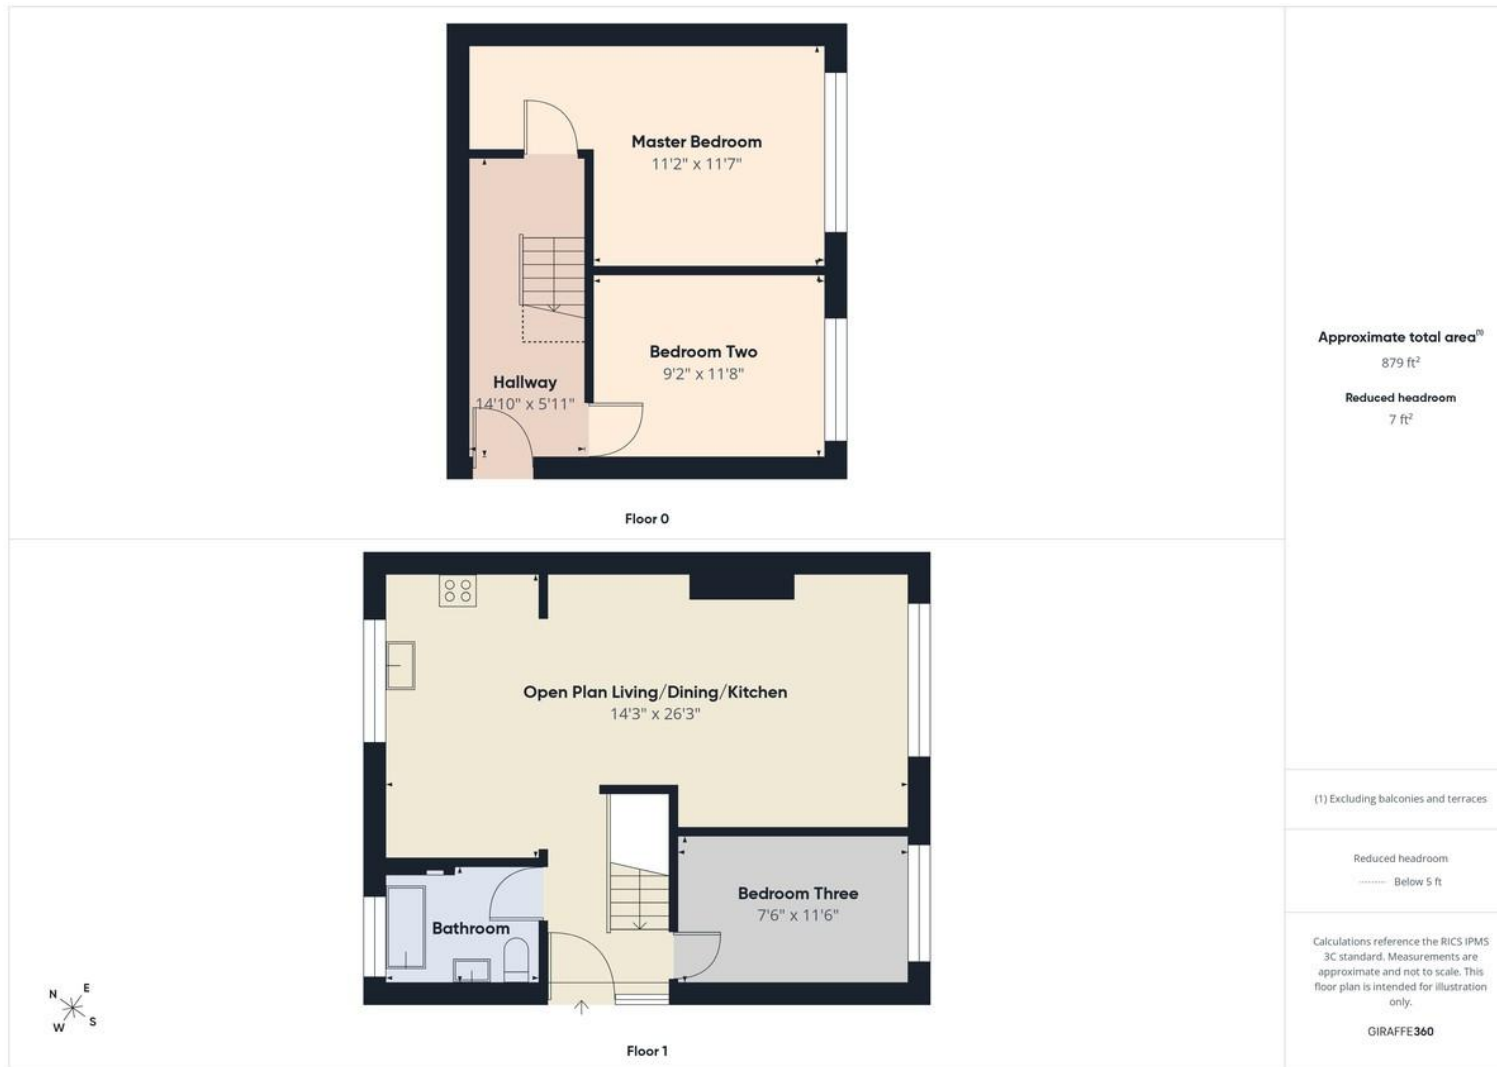 Master Bedroom
11'2" x 11'7"
Bedroom Two
9'2" x 11'8"
Hallway
14'10" x 5'11"
Floor 0
Open Plan Living/Dining/Kitchen
14'3" x 26'3"
Bedroom Three
7'6" x 11'6"
Bathroom
N E
W S
Floor 1
Approximate total area(1)
879 ft²
Reduced headroom
7 ft²
(1) Excluding balconies and terraces
Reduced headroom
Below 5 ft
Calculations reference the RICS IPMS
3C standard. Measurements are
approximate and not to scale. This
floor plan is intended for illustration
only.
GIRAFFE360